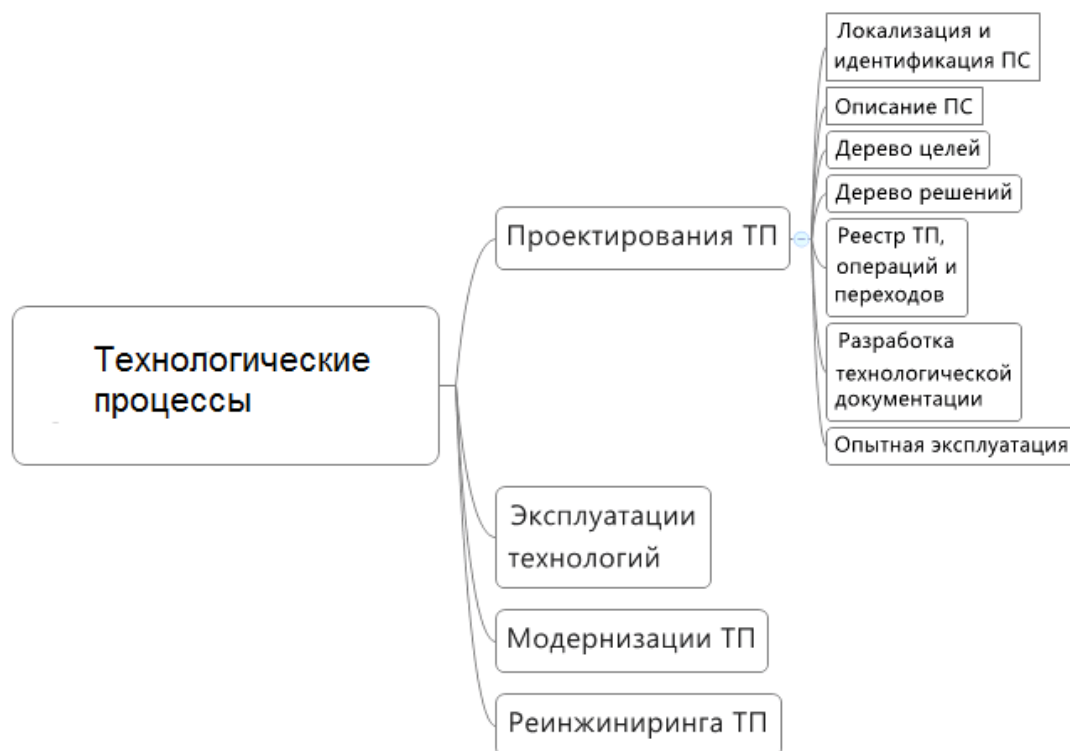 Технологические
процессы
Проектирования ТП
Локализация и
идентификация ПС
Описание ПС
Дерево целей
Дерево решений
Реестр ТП,
операций и
переходов
Разработка
технологической
документации
Опытная эксплуатация
Эксплуатации
технологий
Модернизации ТП
Реинжиниринга ТП